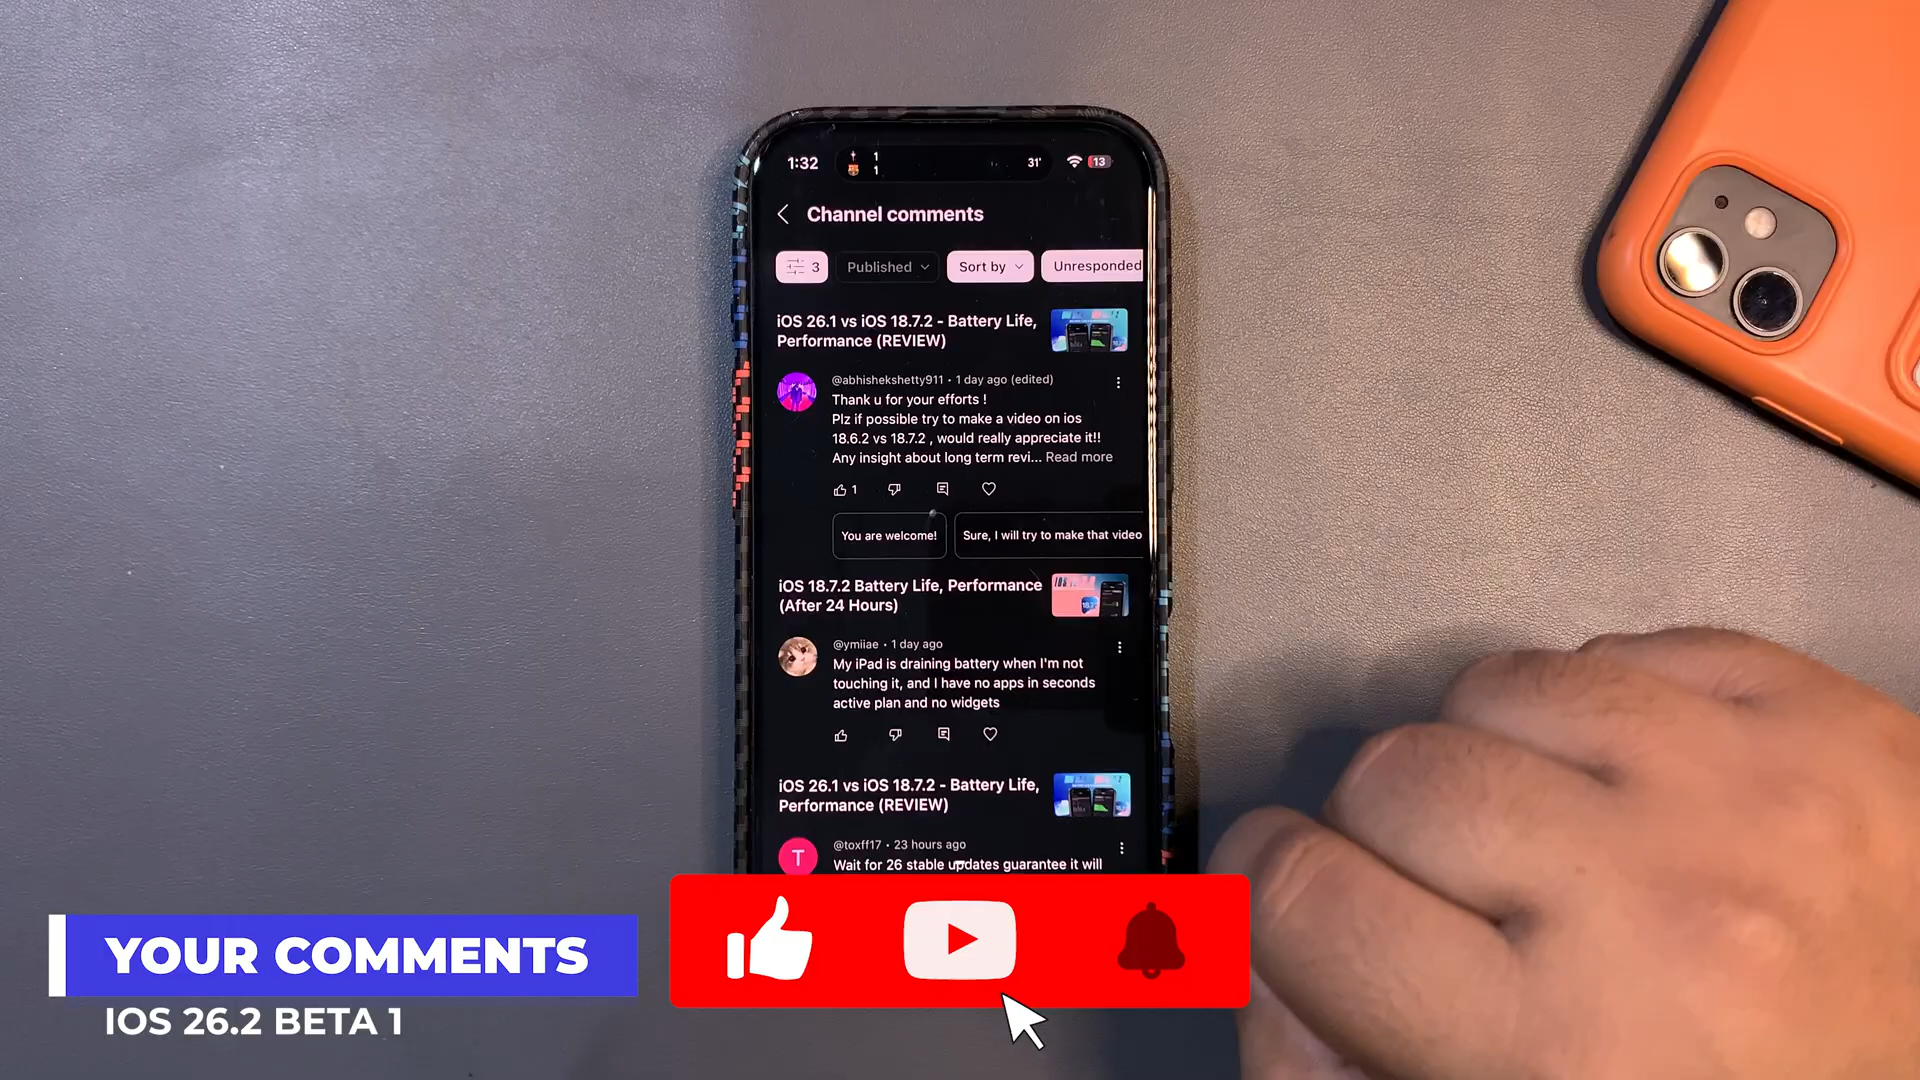 1:32
1
1
31'
13
Channel comments
3
Published
Sort by
Unresponded
iOS 26.1 vs iOS 18.7.2 - Battery Life,
Performance (REVIEW)
@abhishekshetty911 • 1 day ago (edited)
Thank u for your efforts !
Plz if possible try to make a video on ios
18.6.2 vs 18.7.2 , would really appreciate it!!
Any insight about long term revi... Read more
1
You are welcome!
Sure, I will try to make that video
iOS 18.7.2 Battery Life, Performance
(After 24 Hours)
@ymiiae • 1 day ago
My iPad is draining battery when I'm not
touching it, and I have no apps in seconds
active plan and no widgets
iOS 26.1 vs iOS 18.7.2 - Battery Life,
Performance (REVIEW)
T
@toxff17 • 23 hours ago
Wait for 26 stable updates guarantee it will
YOUR COMMENTS
IOS 26.2 BETA 1